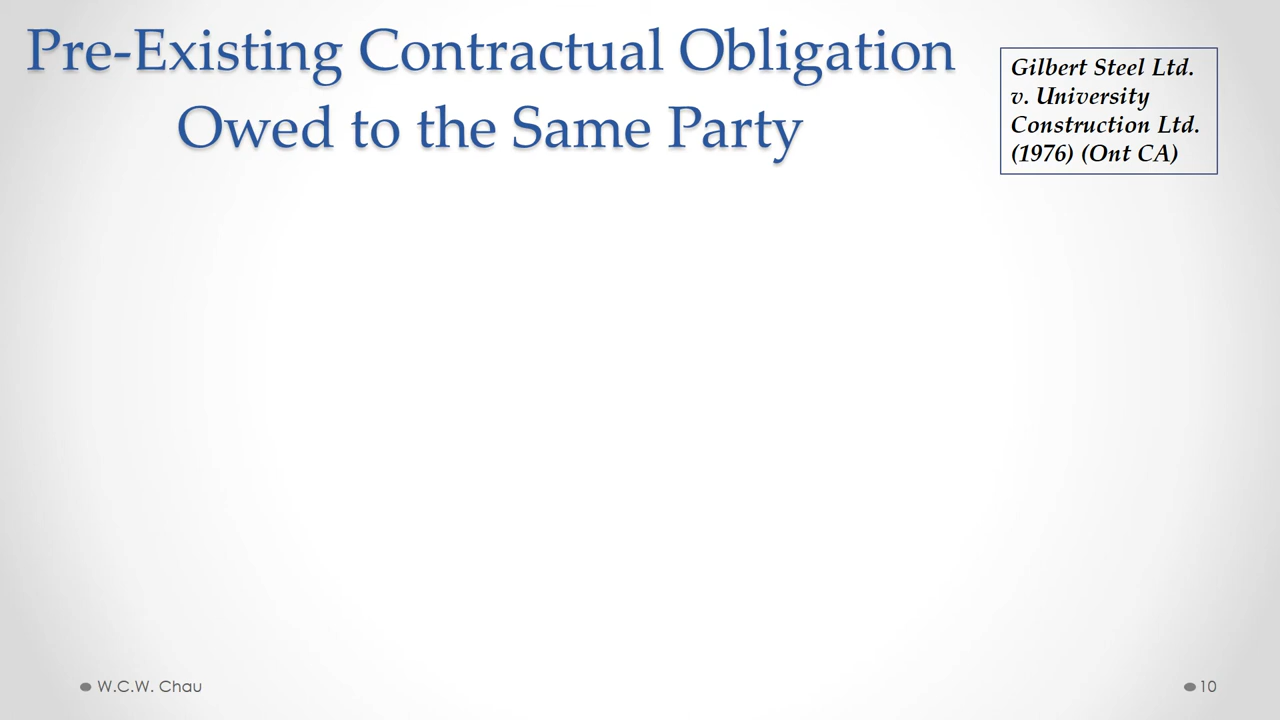 Pre-Existing Contractual Obligation
Owed to the Same Party
Gilbert Steel Ltd.
v. University
Construction Ltd.
(1976) (Ont CA)
W.C.W. Chau
10